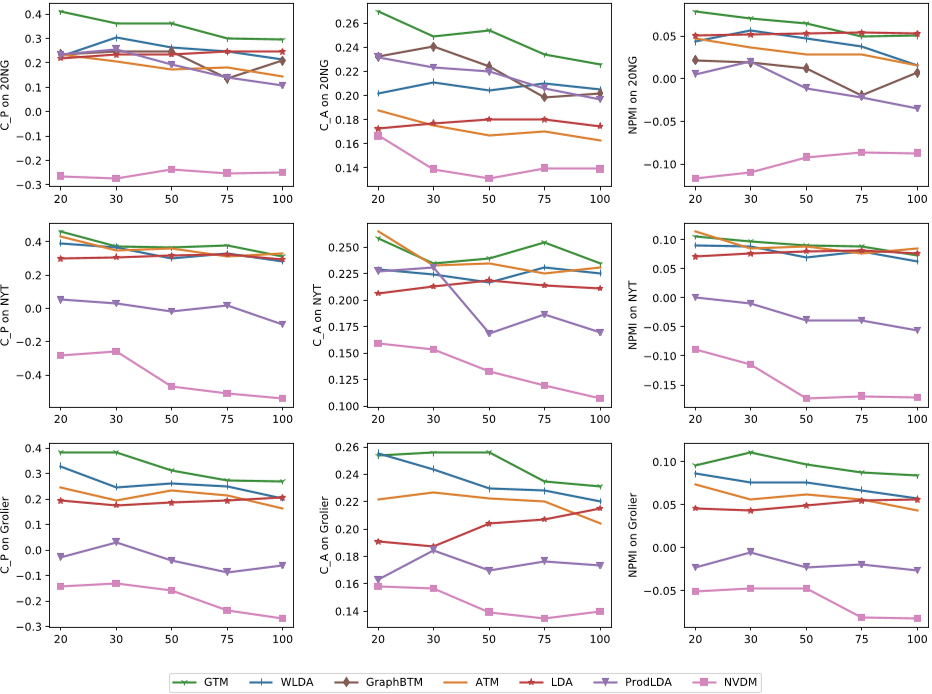 C_P on 20NG
0.4
0.3
0.2
0.1
0.0
−0.1
−0.2
−0.3
20 30 50 75 100
C_A on 20NG
0.26
0.24
0.22
0.20
0.18
0.16
0.14
20 30 50 75 100
NPMI on 20NG
0.05
0.00
−0.05
−0.10
20 30 50 75 100
C_P on NYT
0.4
0.2
0.0
−0.2
−0.4
20 30 50 75 100
C_A on NYT
0.250
0.225
0.200
0.175
0.150
0.125
0.100
20 30 50 75 100
NPMI on NYT
0.10
0.05
0.00
−0.05
−0.10
−0.15
20 30 50 75 100
C_P on Grolier
0.4
0.3
0.2
0.1
0.0
−0.1
−0.2
−0.3
20 30 50 75 100
C_A on Grolier
0.26
0.24
0.22
0.20
0.18
0.16
0.14
20 30 50 75 100
NPMI on Grolier
0.10
0.05
0.00
−0.05
20 30 50 75 100
GTM WLDA GraphBTM ATM LDA ProdLDA NVDM